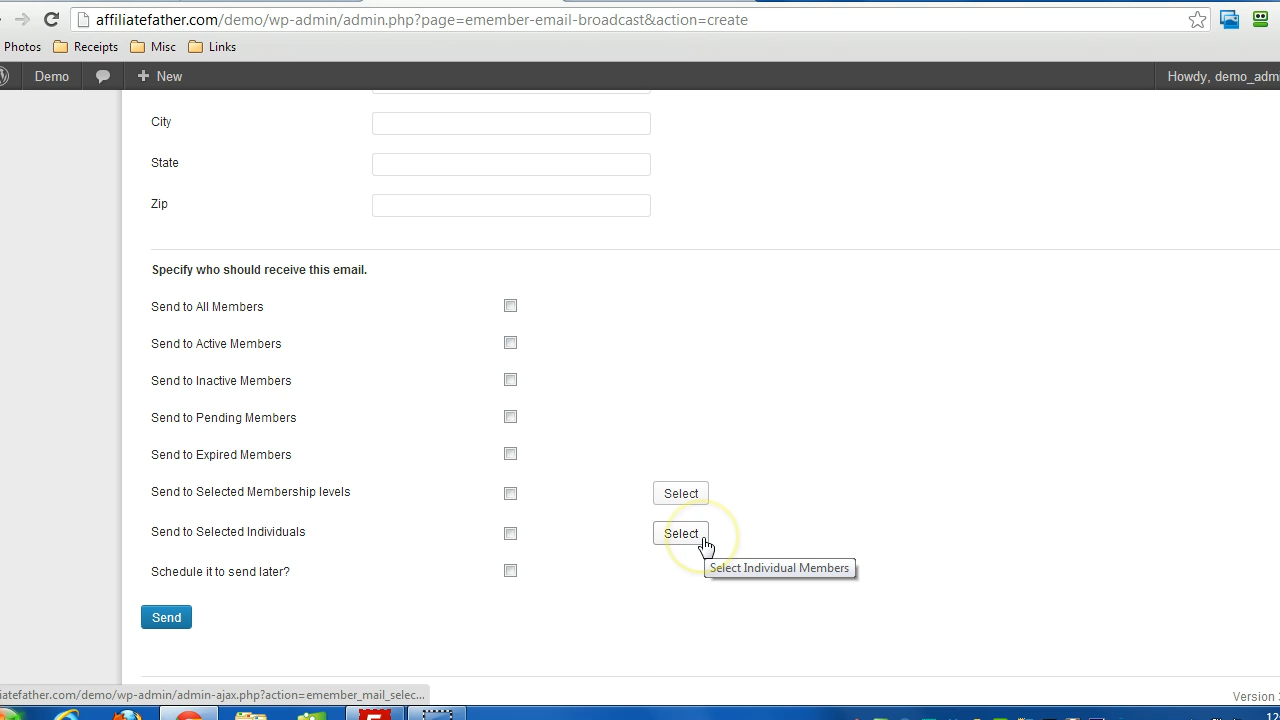 affiliatefather.com/demo/wp-admin/admin.php?page=emember-email-broadcast&action=create
Photos Receipts Misc Links
Demo New Howdy, demo_adm
City
State
Zip
Specify who should receive this email.
Send to All Members
Send to Active Members
Send to Inactive Members
Send to Pending Members
Send to Expired Members
Send to Selected Membership levels Select
Send to Selected Individuals Select
Select Individual Members
Schedule it to send later?
Send
iatefather.com/demo/wp-admin/admin-ajax.php?action=emember_mail_selec...
Version